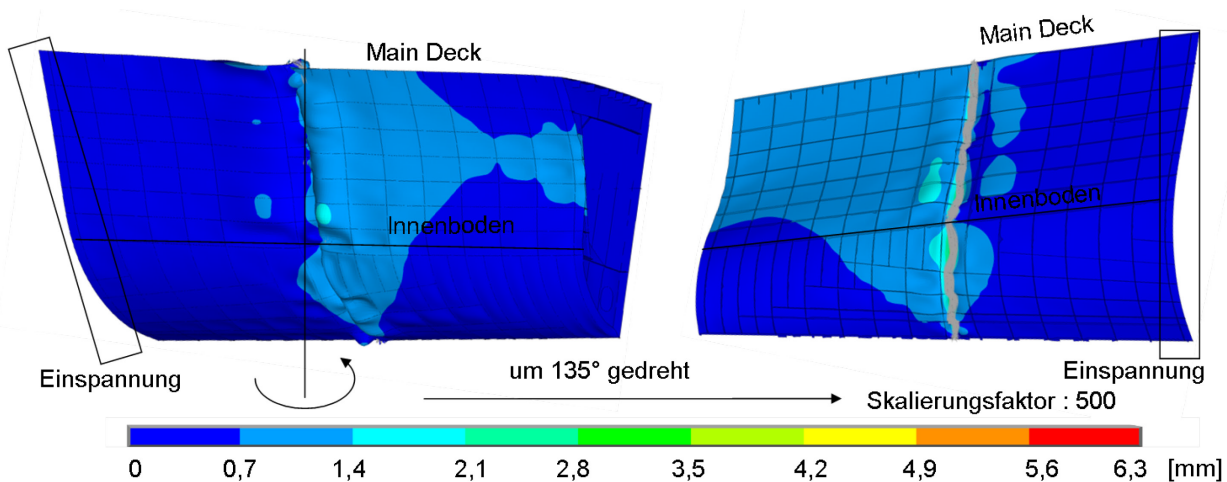 Main Deck
Main Deck
Innenboden
Innenboden
Einspannung
um 135° gedreht
Einspannung
Skalierungsfaktor : 500
0 0,7 1,4 2,1 2,8 3,5 4,2 4,9 5,6 6,3 [mm]